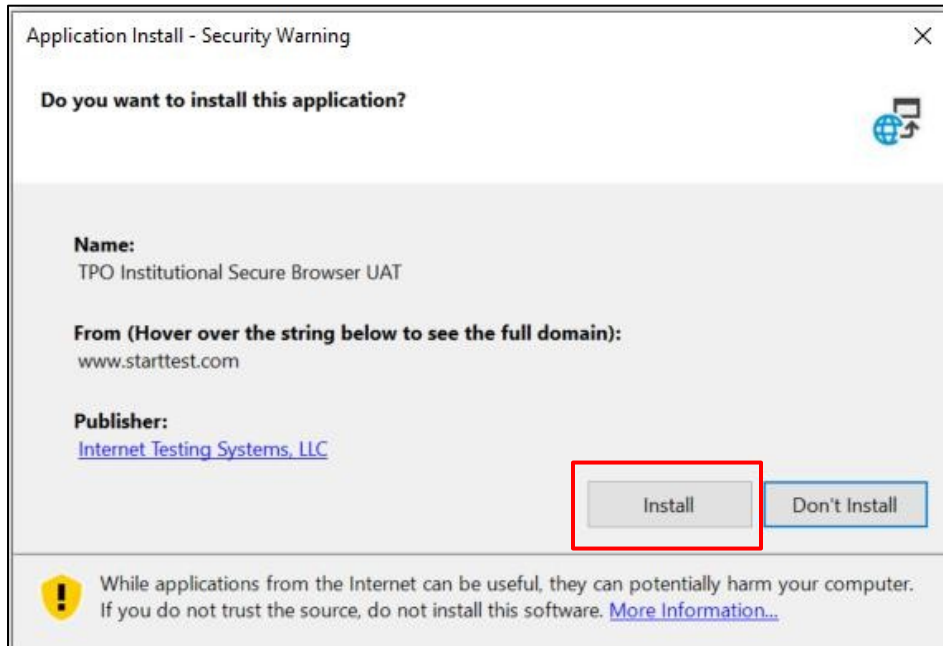 Application Install - Security Warning
Do you want to install this application?
Name:
TPO Institutional Secure Browser UAT
From (Hover over the string below to see the full domain):
www.starttest.com
Publisher:
Internet Testing Systems, LLC
Install
Don't Install
While applications from the Internet can be useful, they can potentially harm your computer.
If you do not trust the source, do not install this software. More Information...